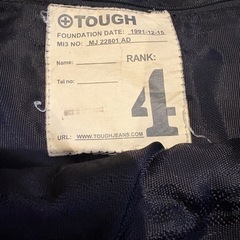 TOUGH
FOUNDATION DATE: 1991-12-15
MI3 NO: MJ 22801 AD
Name:
RANK:
Tel no:
4
URL: WWW.TOUGHJEANS.COM